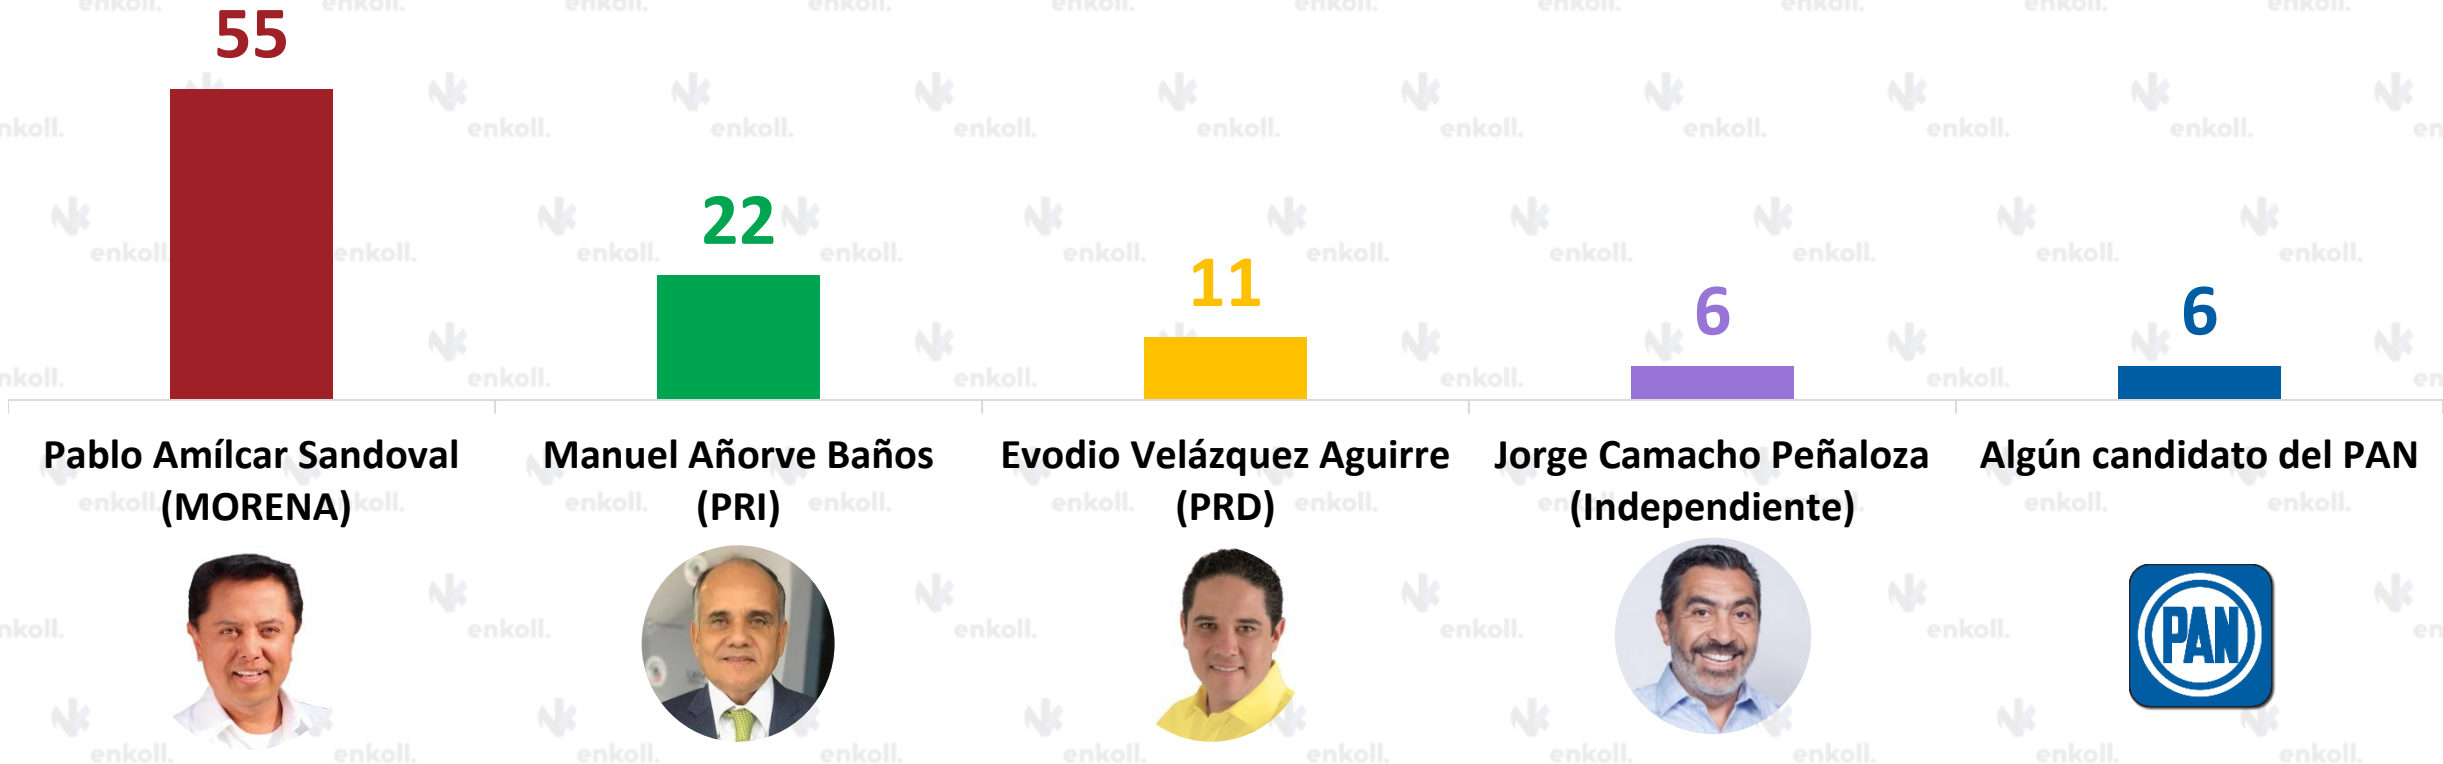 55
22
11
6
6
Pablo Amílcar Sandoval
(MORENA)
Manuel Añorve Baños
(PRI)
Evodio Velázquez Aguirre
(PRD)
Jorge Camacho Peñaloza
(Independiente)
Algún candidato del PAN
PAN
enkoll.